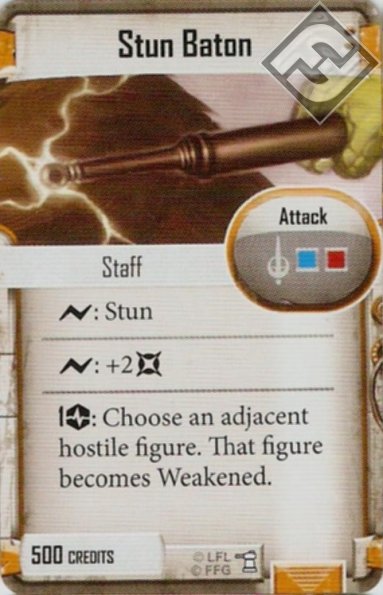 Stun Baton
Attack
Staff
: Stun
: +2
1: Choose an adjacent
hostile figure. That figure
becomes Weakened.
500 CREDITS
© LFL
© FFG